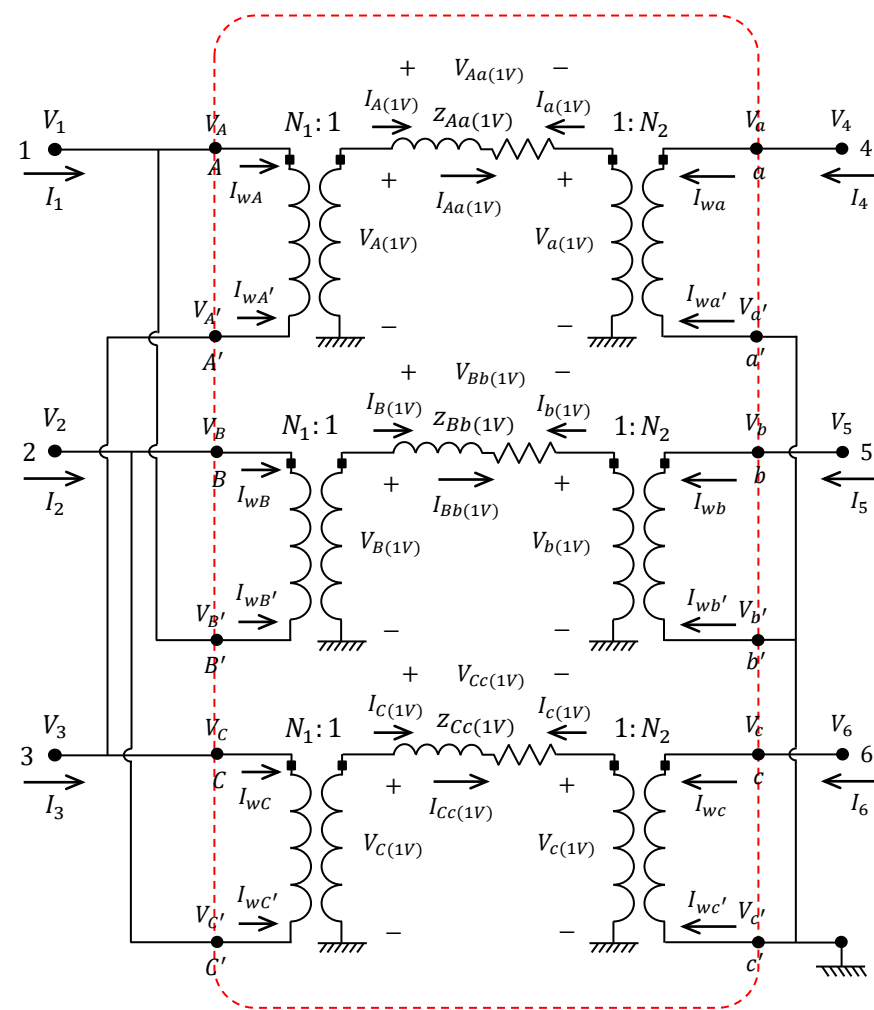 + V_{Aa(1V)} −
V_1 V_A N_1:1 I_{A(1V)} z_{Aa(1V)} I_{a(1V)} 1:N_2 V_a V_4
1 A a 4
I_1 I_{wA} + I_{Aa(1V)} + I_{wa} I_4
V_{A(1V)} V_{a(1V)}
V_{A′} I_{wA′} I_{wa′} V_{a′}
A′ − − a′
+ V_{Bb(1V)} −
V_2 V_B N_1:1 I_{B(1V)} z_{Bb(1V)} I_{b(1V)} 1:N_2 V_b V_5
2 B b 5
I_2 I_{wB} + I_{Bb(1V)} + I_{wb} I_5
V_{B(1V)} V_{b(1V)}
V_{B′} I_{wB′} I_{wb′} V_{b′}
B′ − − b′
+ V_{Cc(1V)} −
V_3 V_C N_1:1 I_{C(1V)} z_{Cc(1V)} I_{c(1V)} 1:N_2 V_c V_6
3 C c 6
I_3 I_{wC} + I_{Cc(1V)} + I_{wc} I_6
V_{C(1V)} V_{c(1V)}
V_{C′} I_{wC′} I_{wc′} V_{c′}
C′ − − c′